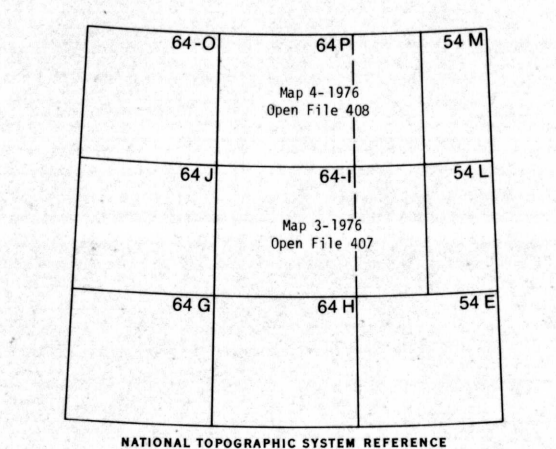 64-O 64 P 54 M
Map 4-1976
Open File 408
64 J 64-I 54 L
Map 3-1976
Open File 407
64 G 64 H 54 E
NATIONAL TOPOGRAPHIC SYSTEM REFERENCE